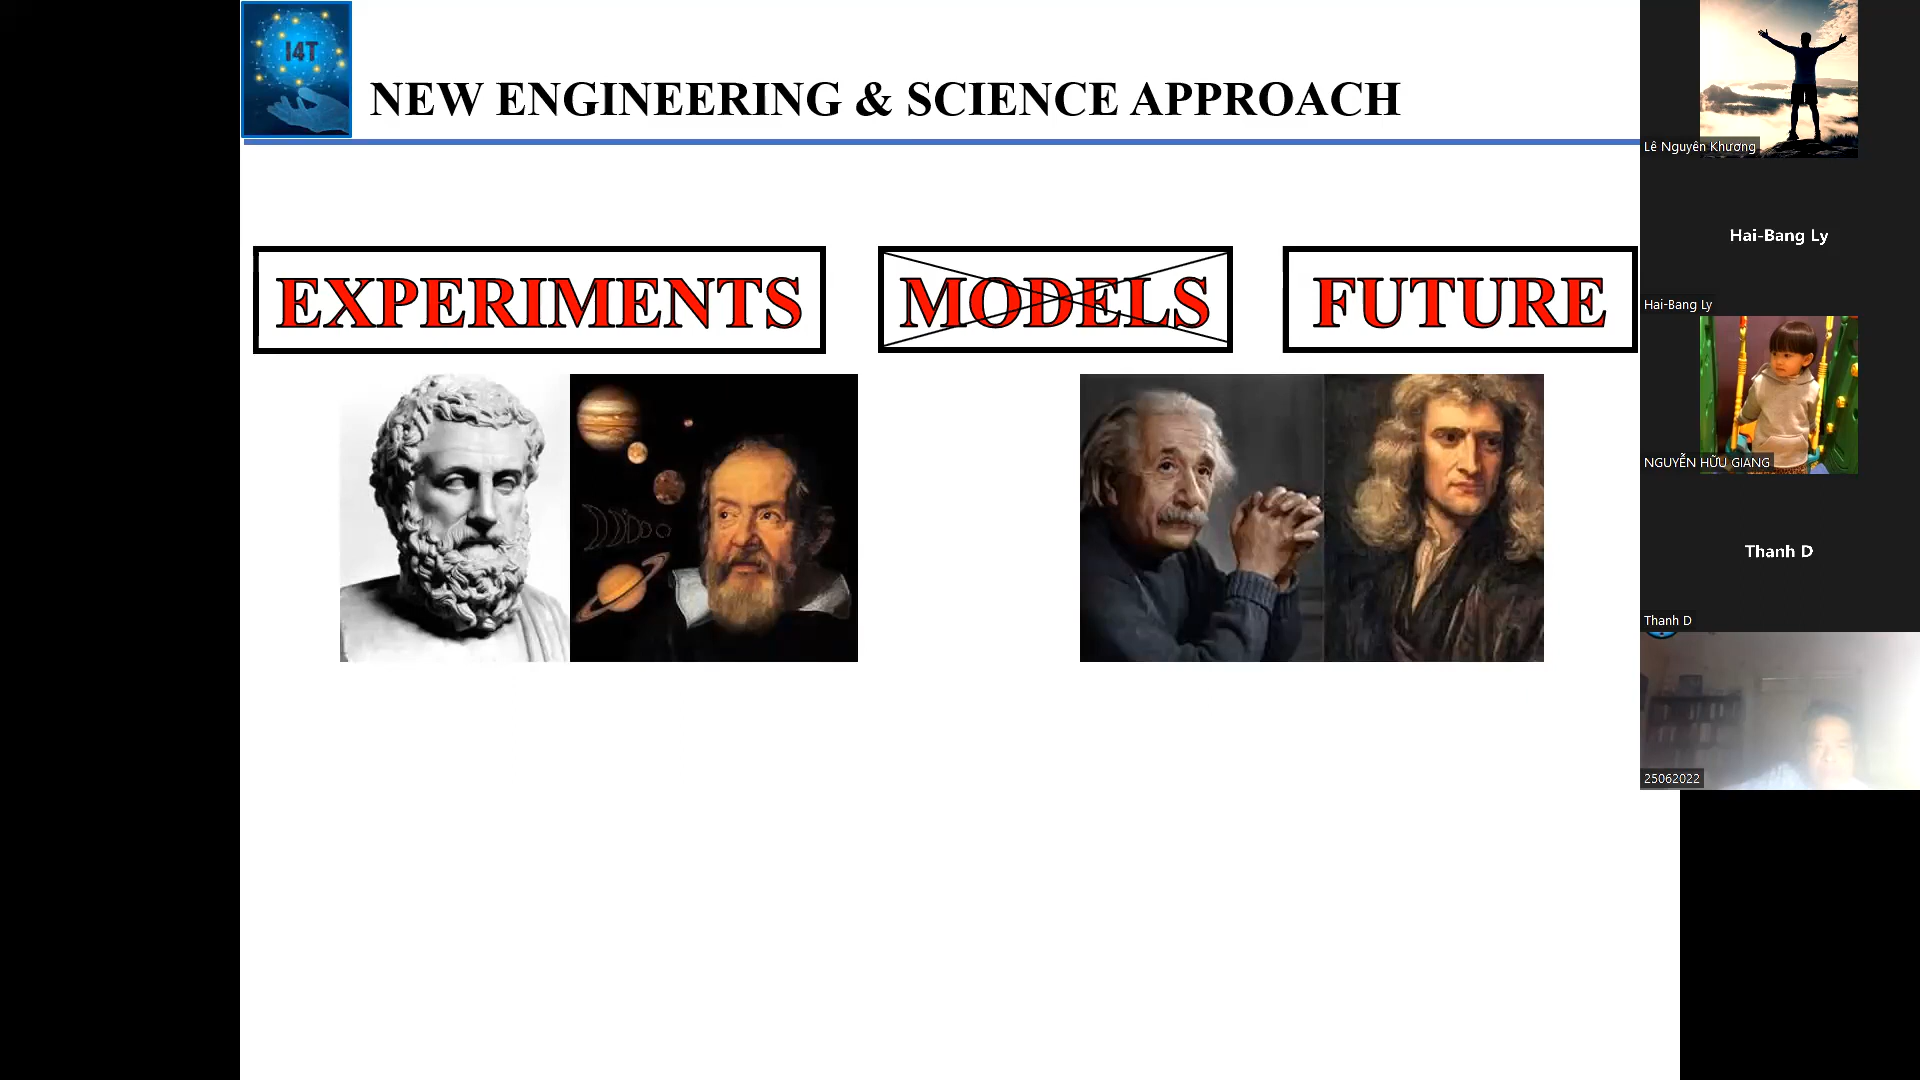 I4T
NEW ENGINEERING & SCIENCE APPROACH
EXPERIMENTS
MODELS
FUTURE
Lê Nguyên Khương
Hai-Bang Ly
Hai-Bang Ly
NGUYỄN HỮU GIANG
Thanh D
Thanh D
25062022